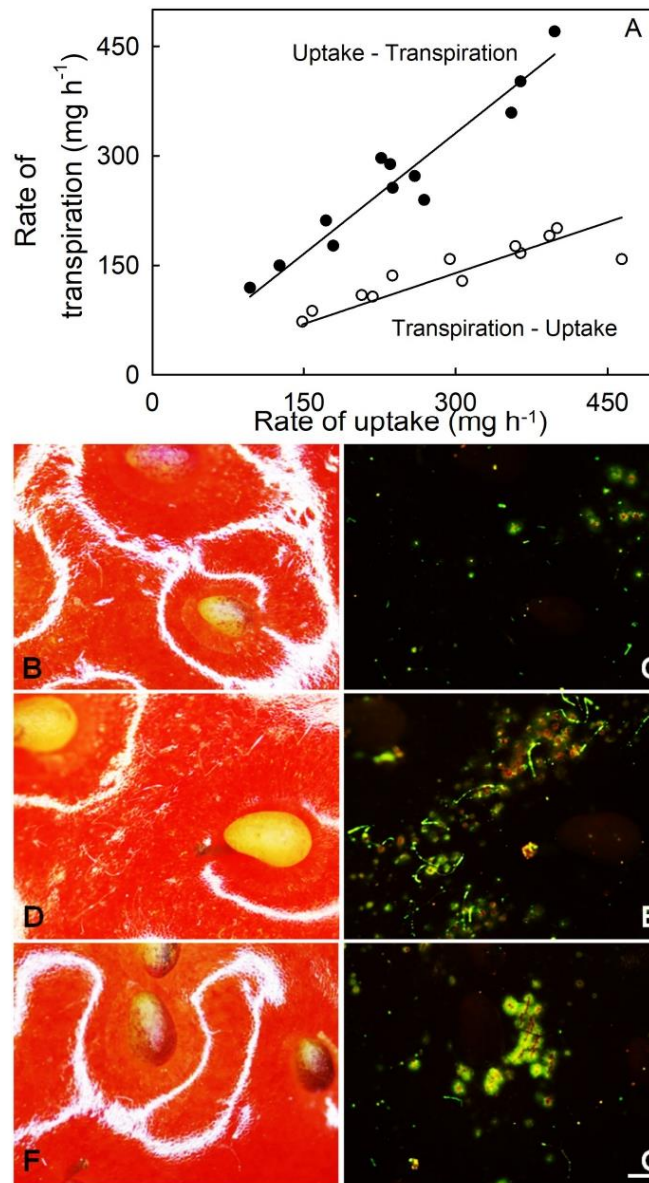 A
450
Uptake - Transpiration
300
Rate of
transpiration (mg h-1)
150
Transpiration - Uptake
0
0 150 300 450
Rate of uptake (mg h-1)
B
D
F